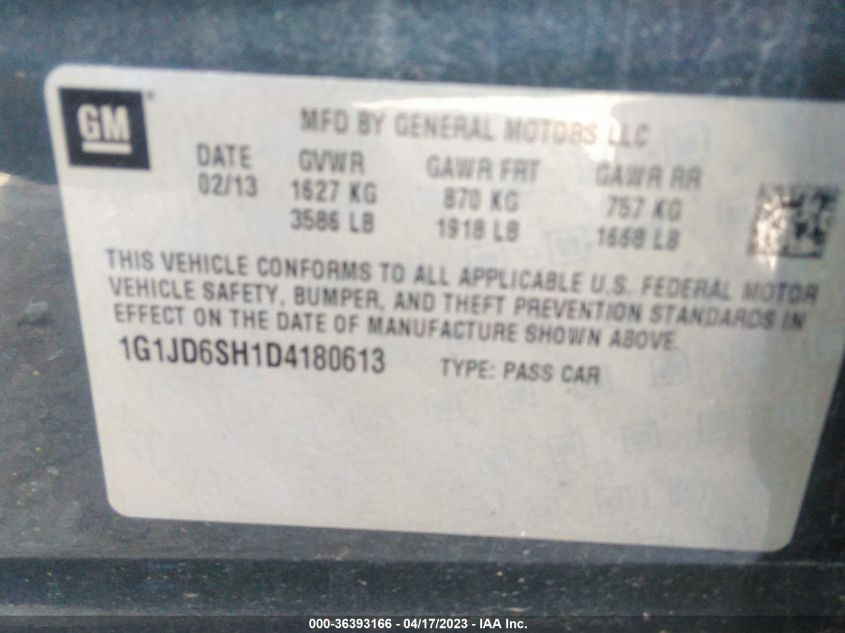 GM
MFD BY GENERAL MOTORS LLC
DATE GVWR GAWR FRT GAWR RR
02/13 1627 KG 870 KG 757 KG
3586 LB 1918 LB 1668 LB
THIS VEHICLE CONFORMS TO ALL APPLICABLE U.S. FEDERAL MOTOR
VEHICLE SAFETY, BUMPER, AND THEFT PREVENTION STANDARDS IN
EFFECT ON THE DATE OF MANUFACTURE SHOWN ABOVE.
1G1JD6SH1D4180613 TYPE: PASS CAR
000-36393166 - 04/17/2023 - IAA Inc.